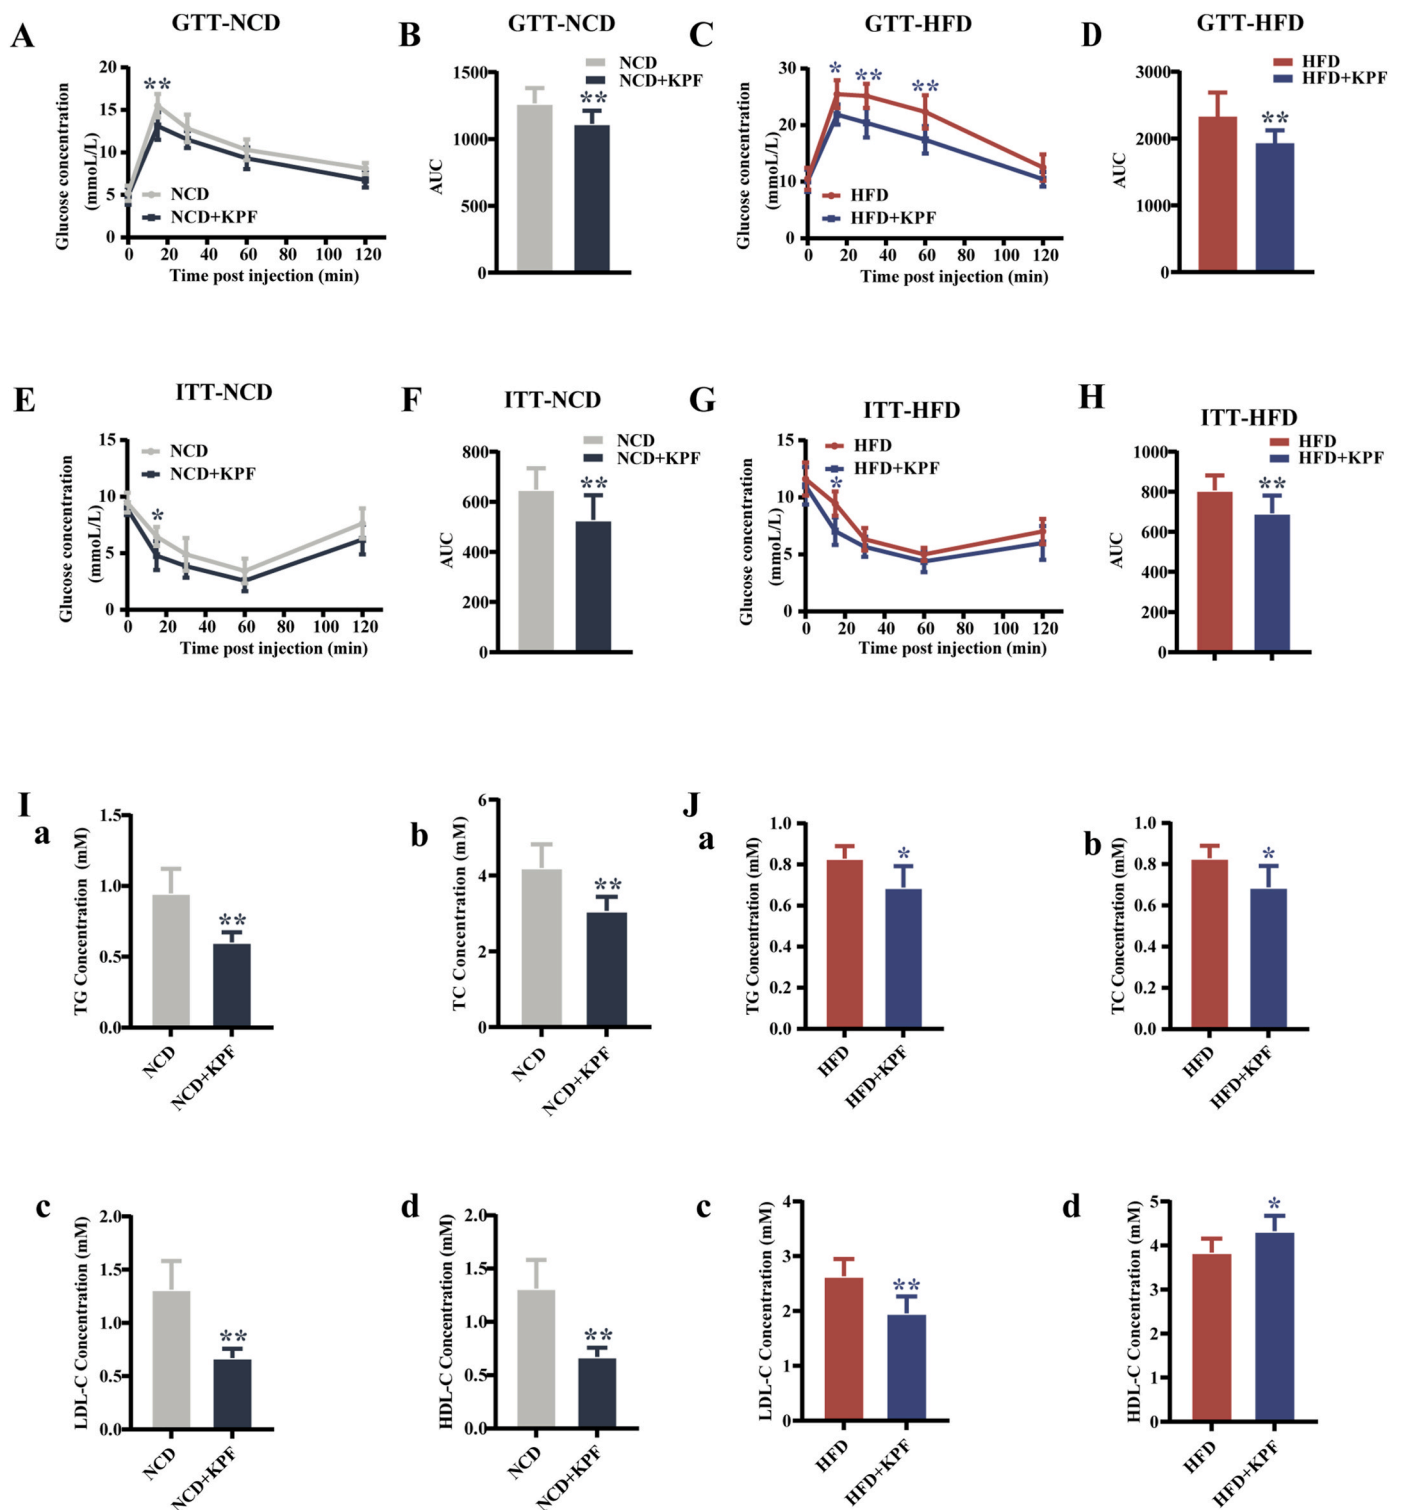 A
GTT-NCD
Glucose concentration
(mmoL/L)
20
15
10
5
0
**
NCD
NCD+KPF
0 20 40 60 80 100 120
Time post injection (min)
B
GTT-NCD
NCD
NCD+KPF
AUC
1500
1000
500
0
**
C
GTT-HFD
Glucose concentration
(mmoL/L)
30
20
10
0
* ** **
HFD
HFD+KPF
0 20 40 60 80 100 120
Time post injection (min)
D
GTT-HFD
HFD
HFD+KPF
AUC
3000
2000
1000
0
**
E
ITT-NCD
Glucose concentration
(mmoL/L)
15
10
5
0
NCD
NCD+KPF
*
0 20 40 60 80 100 120
Time post injection (min)
F
ITT-NCD
NCD
NCD+KPF
AUC
800
600
400
200
0
**
G
ITT-HFD
Glucose concentration
(mmoL/L)
15
10
5
0
HFD
HFD+KPF
*
0 20 40 60 80 100 120
Time post injection (min)
H
ITT-HFD
HFD
HFD+KPF
AUC
1000
800
600
400
200
0
**
I
a
TG Concentration (mM)
1.5
1.0
0.5
0.0
**
NCD
NCD+KPF
b
TC Concentration (mM)
6
4
2
0
**
NCD
NCD+KPF
J
a
TG Concentration (mM)
1.0
0.8
0.6
0.4
0.2
0.0
*
HFD
HFD+KPF
b
TC Concentration (mM)
1.0
0.8
0.6
0.4
0.2
0.0
*
HFD
HFD+KPF
c
LDL-C Concentration (mM)
2.0
1.5
1.0
0.5
0.0
**
NCD
NCD+KPF
d
HDL-C Concentration (mM)
2.0
1.5
1.0
0.5
0.0
**
NCD
NCD+KPF
c
LDL-C Concentration (mM)
4
3
2
1
0
**
HFD
HFD+KPF
d
HDL-C Concentration (mM)
5
4
3
2
1
0
*
HFD
HFD+KPF